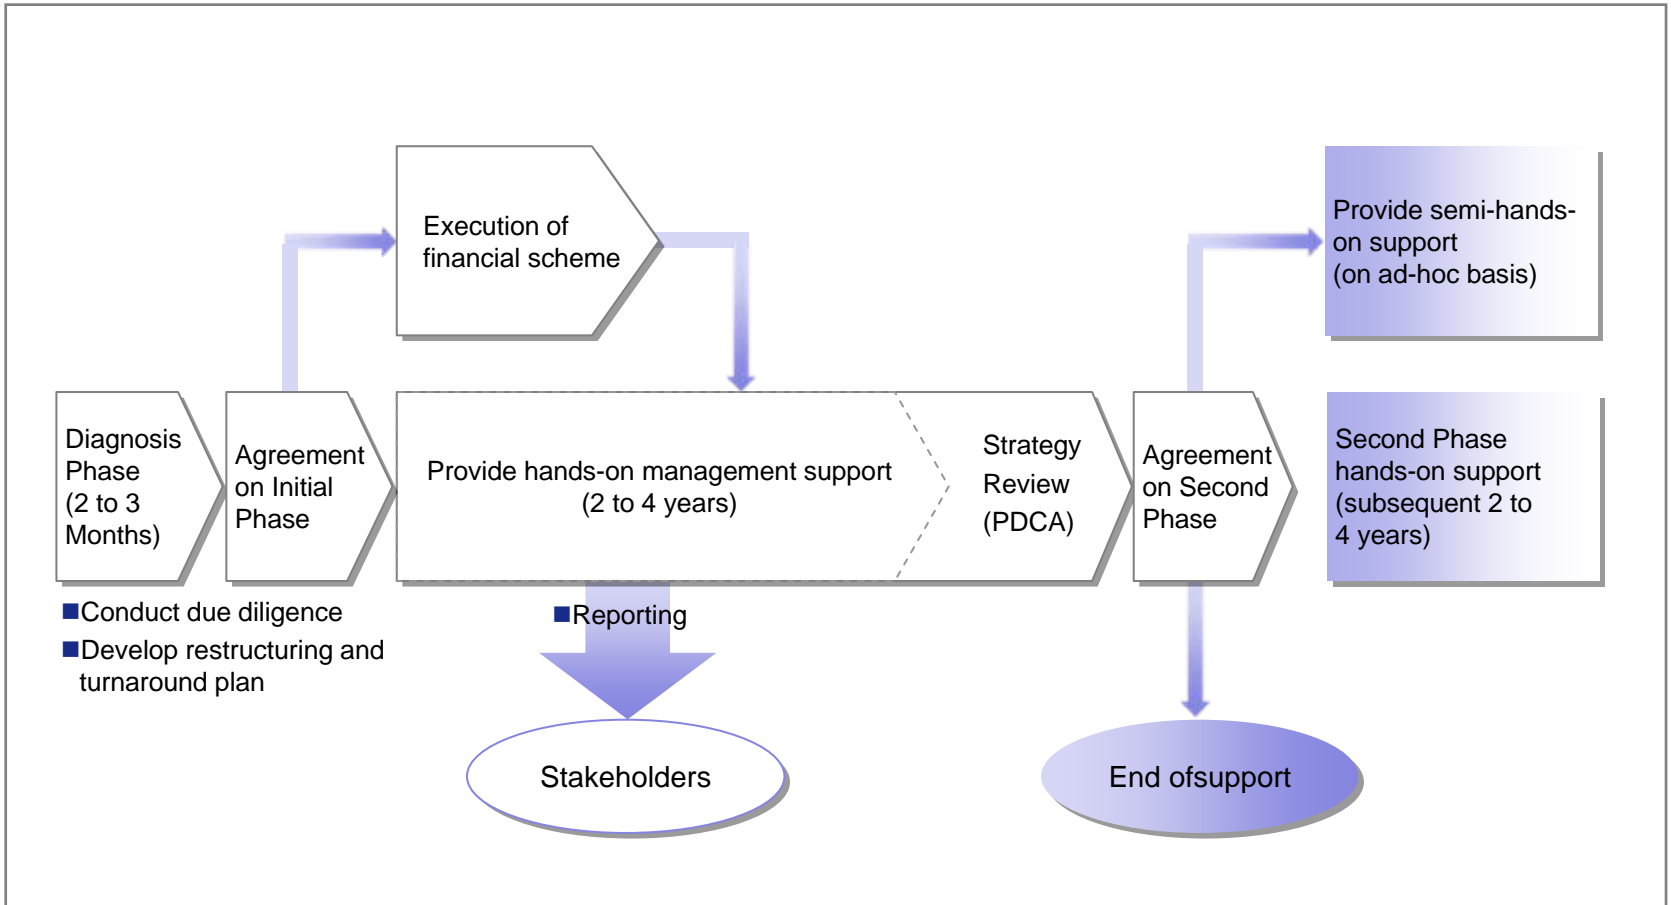 Execution of
financial scheme
Provide semi-hands-
on support
(on ad-hoc basis)
Diagnosis
Phase
(2 to 3
Months)
Agreement
on Initial
Phase
Provide hands-on management support
(2 to 4 years)
Strategy
Review
(PDCA)
Agreement
on Second
Phase
Second Phase
hands-on support
(subsequent 2 to
4 years)
■Conduct due diligence
■Develop restructuring and
turnaround plan
■Reporting
Stakeholders
End ofsupport